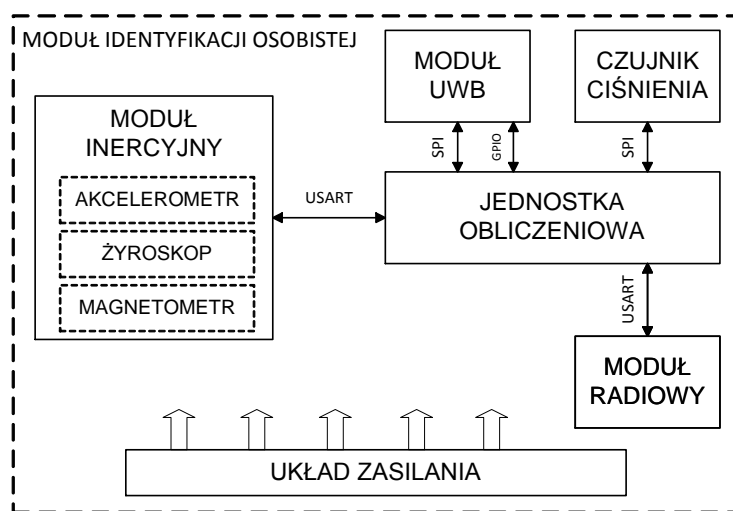 MODUŁ IDENTYFIKACJI OSOBISTEJ
MODUŁ
UWB
CZUJNIK
CIŚNIENIA
MODUŁ
INERCYJNY
AKCELEROMETR
ŻYROSKOP
MAGNETOMETR
SPI
GPIO
SPI
USART
JEDNOSTKA
OBLICZENIOWA
USART
MODUŁ
RADIOWY
UKŁAD ZASILANIA